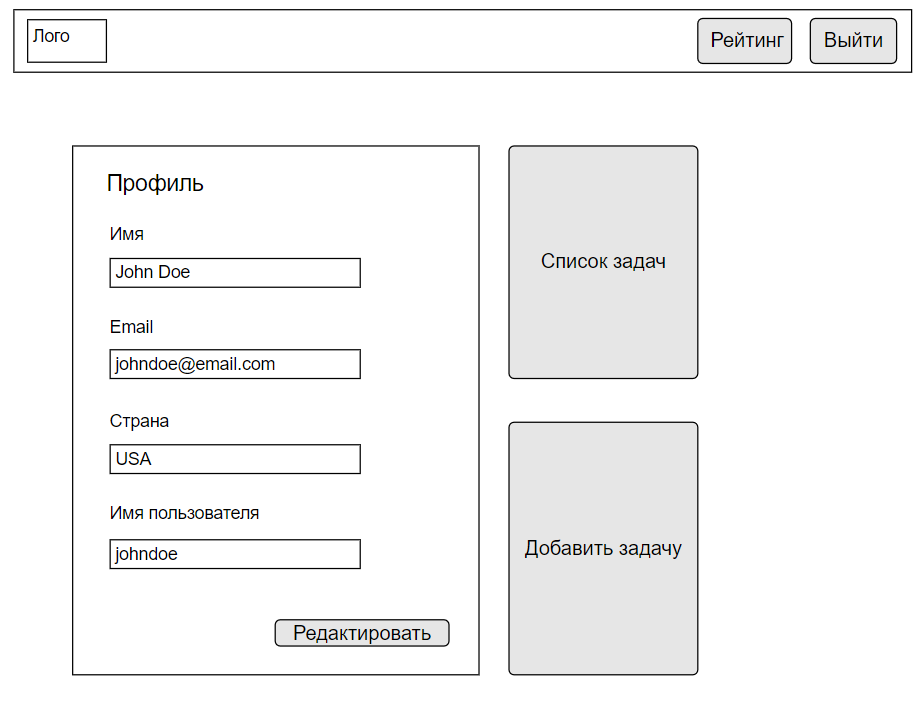 Лого
Рейтинг
Выйти
Профиль
Имя
John Doe
Email
johndoe@email.com
Страна
USA
Имя пользователя
johndoe
Редактировать
Список задач
Добавить задачу